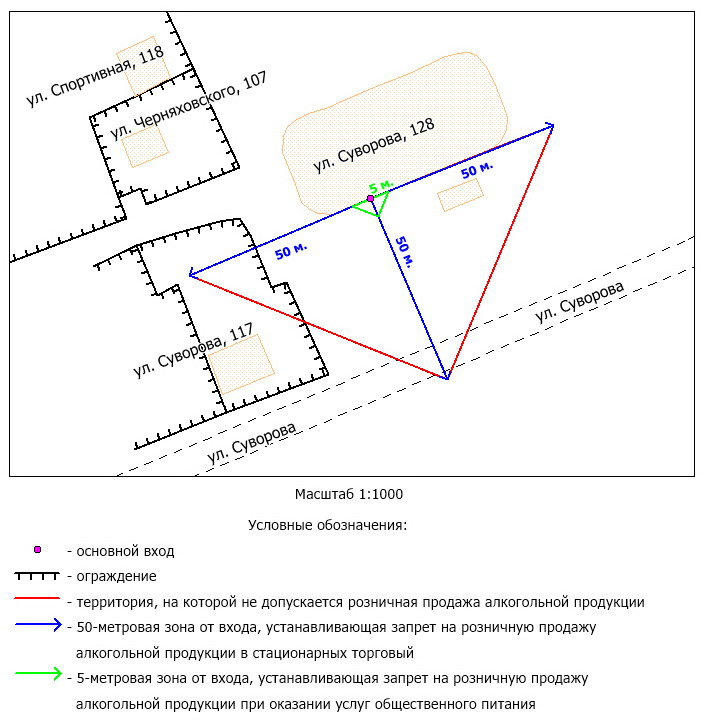 ул. Спортивная, 118
ул. Черняховского, 107
ул. Суворова, 128
5 м.
50 м.
50 м.
50 м.
ул. Суворова
ул. Суворова, 117
ул. Суворова
Масштаб 1:1000
Условные обозначения:
- основной вход
- ограждение
- территория, на которой не допускается розничная продажа алкогольной продукции
- 50-метровая зона от входа, устанавливающая запрет на розничную продажу
алкогольной продукции в стационарных торговый
- 5-метровая зона от входа, устанавливающая запрет на розничную продажу
алкогольной продукции при оказании услуг общественного питания